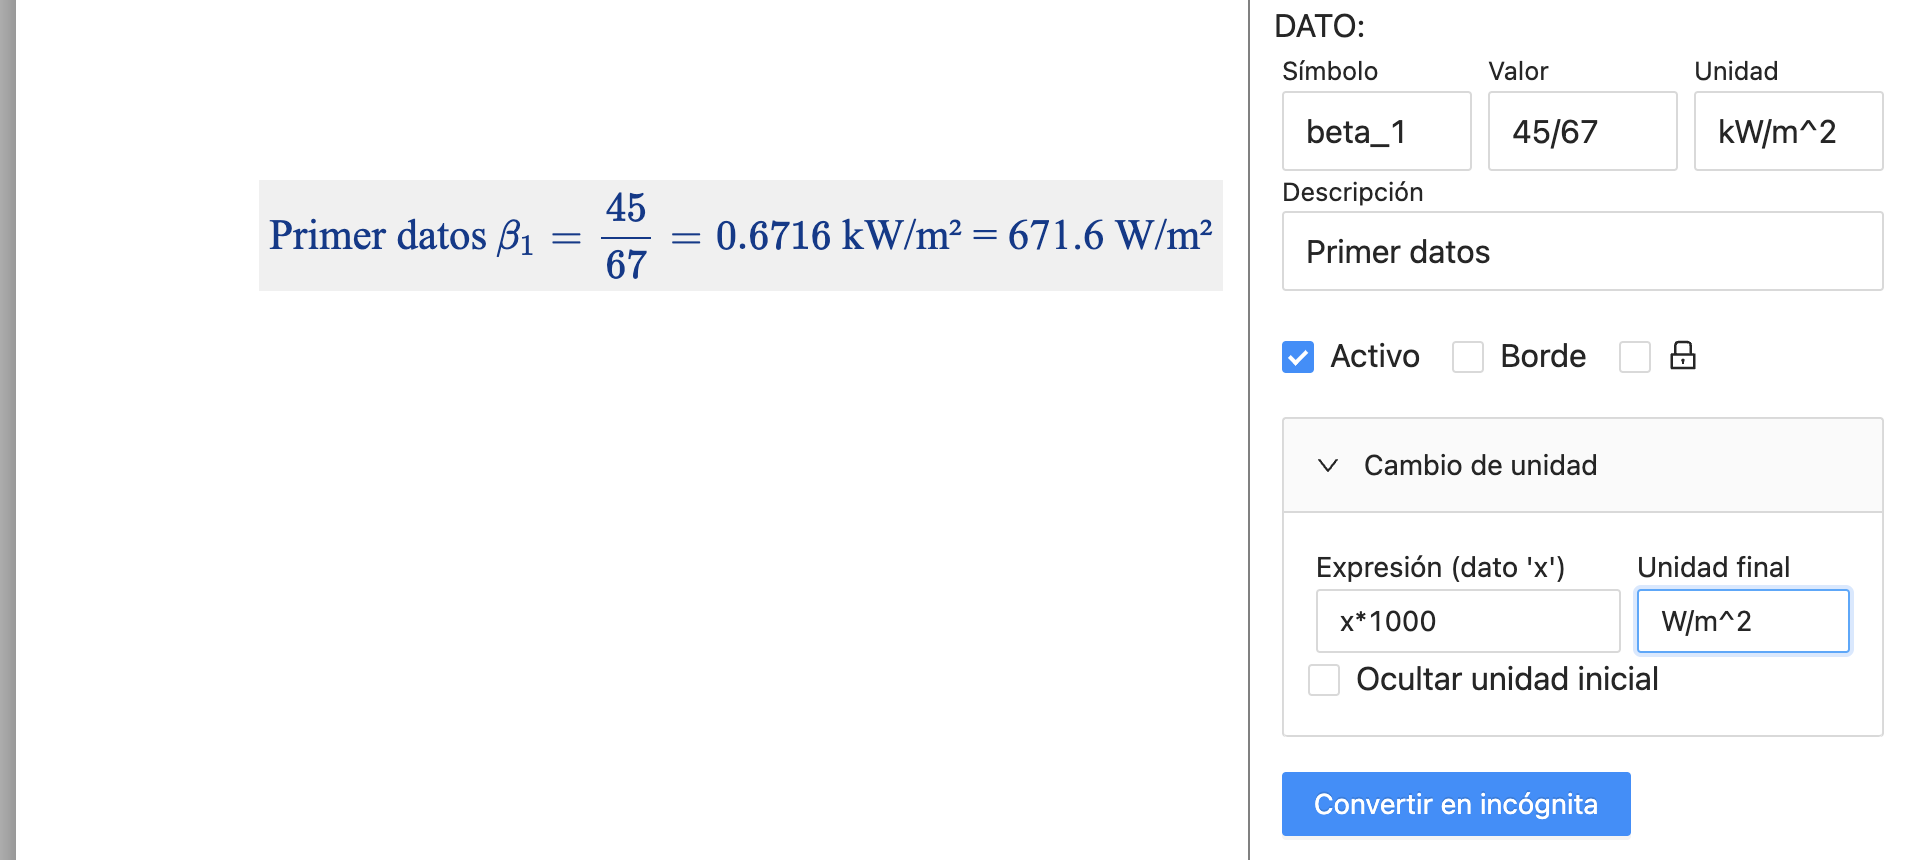 Primer datos β₁ = 45/67 = 0.6716 kW/m² = 671.6 W/m²
DATO:
Símbolo Valor Unidad
beta_1 45/67 kW/m^2
Descripción
Primer datos
Activo Borde
Cambio de unidad
Expresión (dato 'x') Unidad final
x*1000 W/m^2
Ocultar unidad inicial
Convertir en incógnita